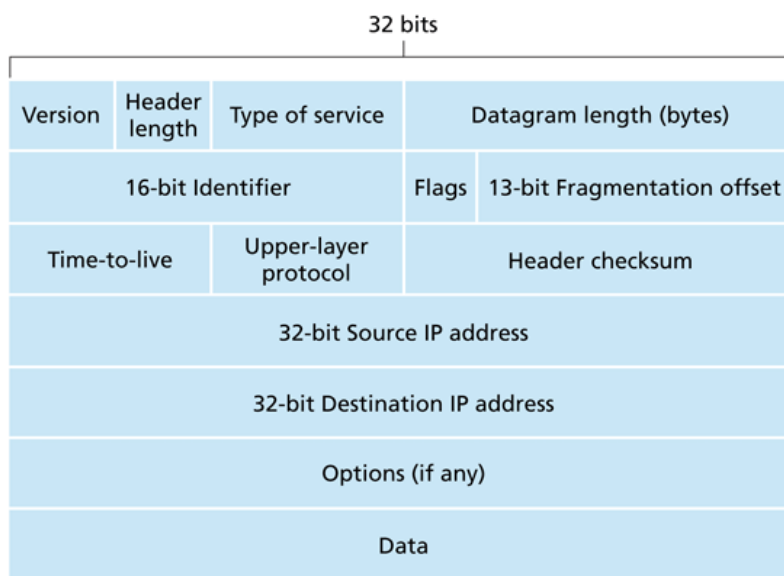 32 bits
Version
Header
length
Type of service
Datagram length (bytes)
16-bit Identifier
Flags
13-bit Fragmentation offset
Time-to-live
Upper-layer
protocol
Header checksum
32-bit Source IP address
32-bit Destination IP address
Options (if any)
Data